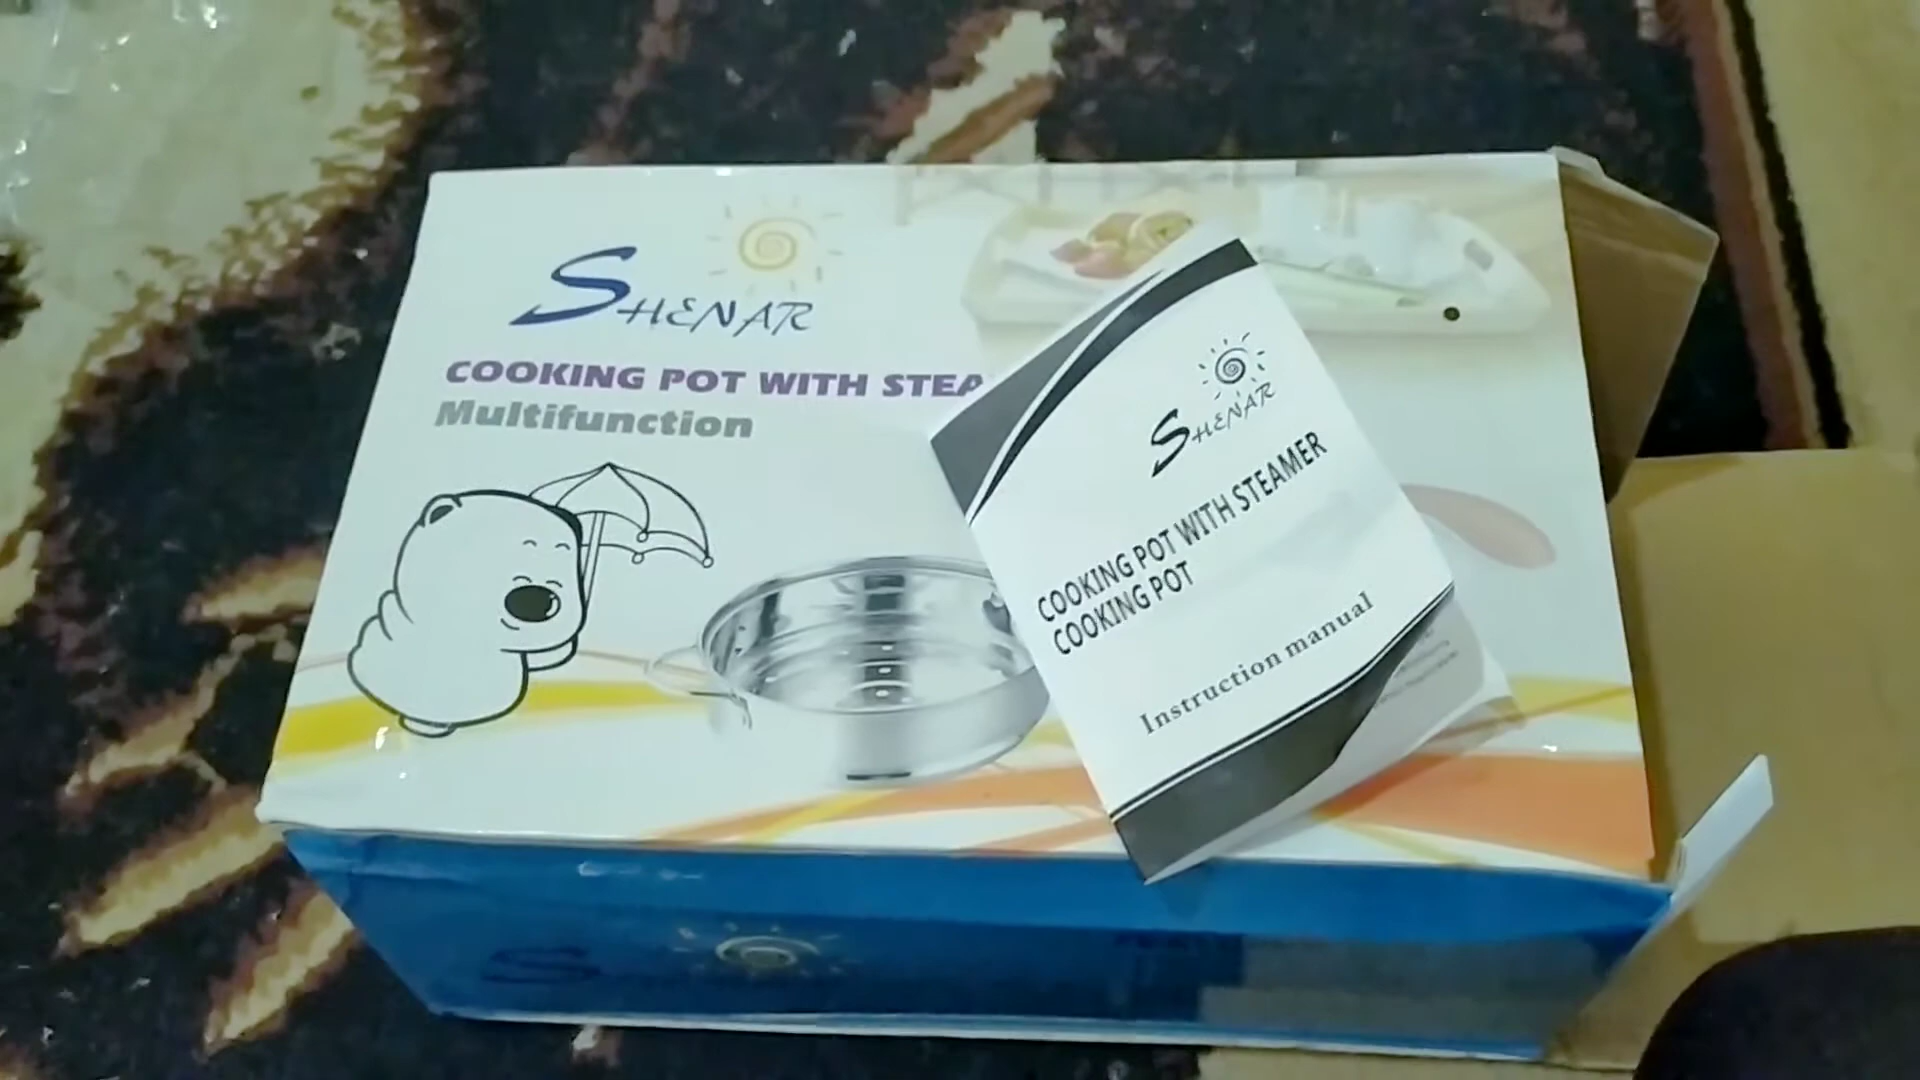 SHENAR
COOKING POT WITH STEA
Multifunction
SHENAR
COOKING POT WITH STEAMER
COOKING POT
Instruction manual